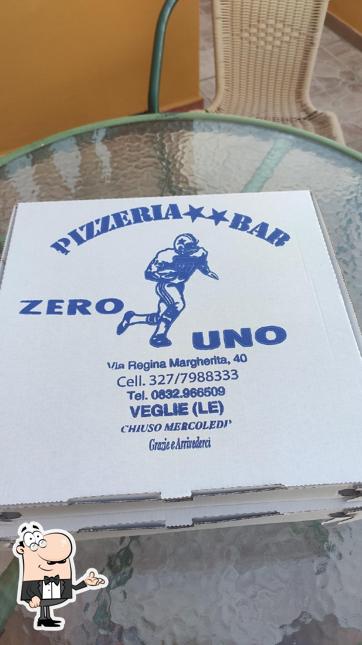 PIZZERIA★★BAR
ZERO UNO
Via Regina Margherita, 40
Cell. 327/7988333
Tel. 0832.966509
VEGLIE (LE)
CHIUSO MERCOLEDI'
Grazie e Arrivederci